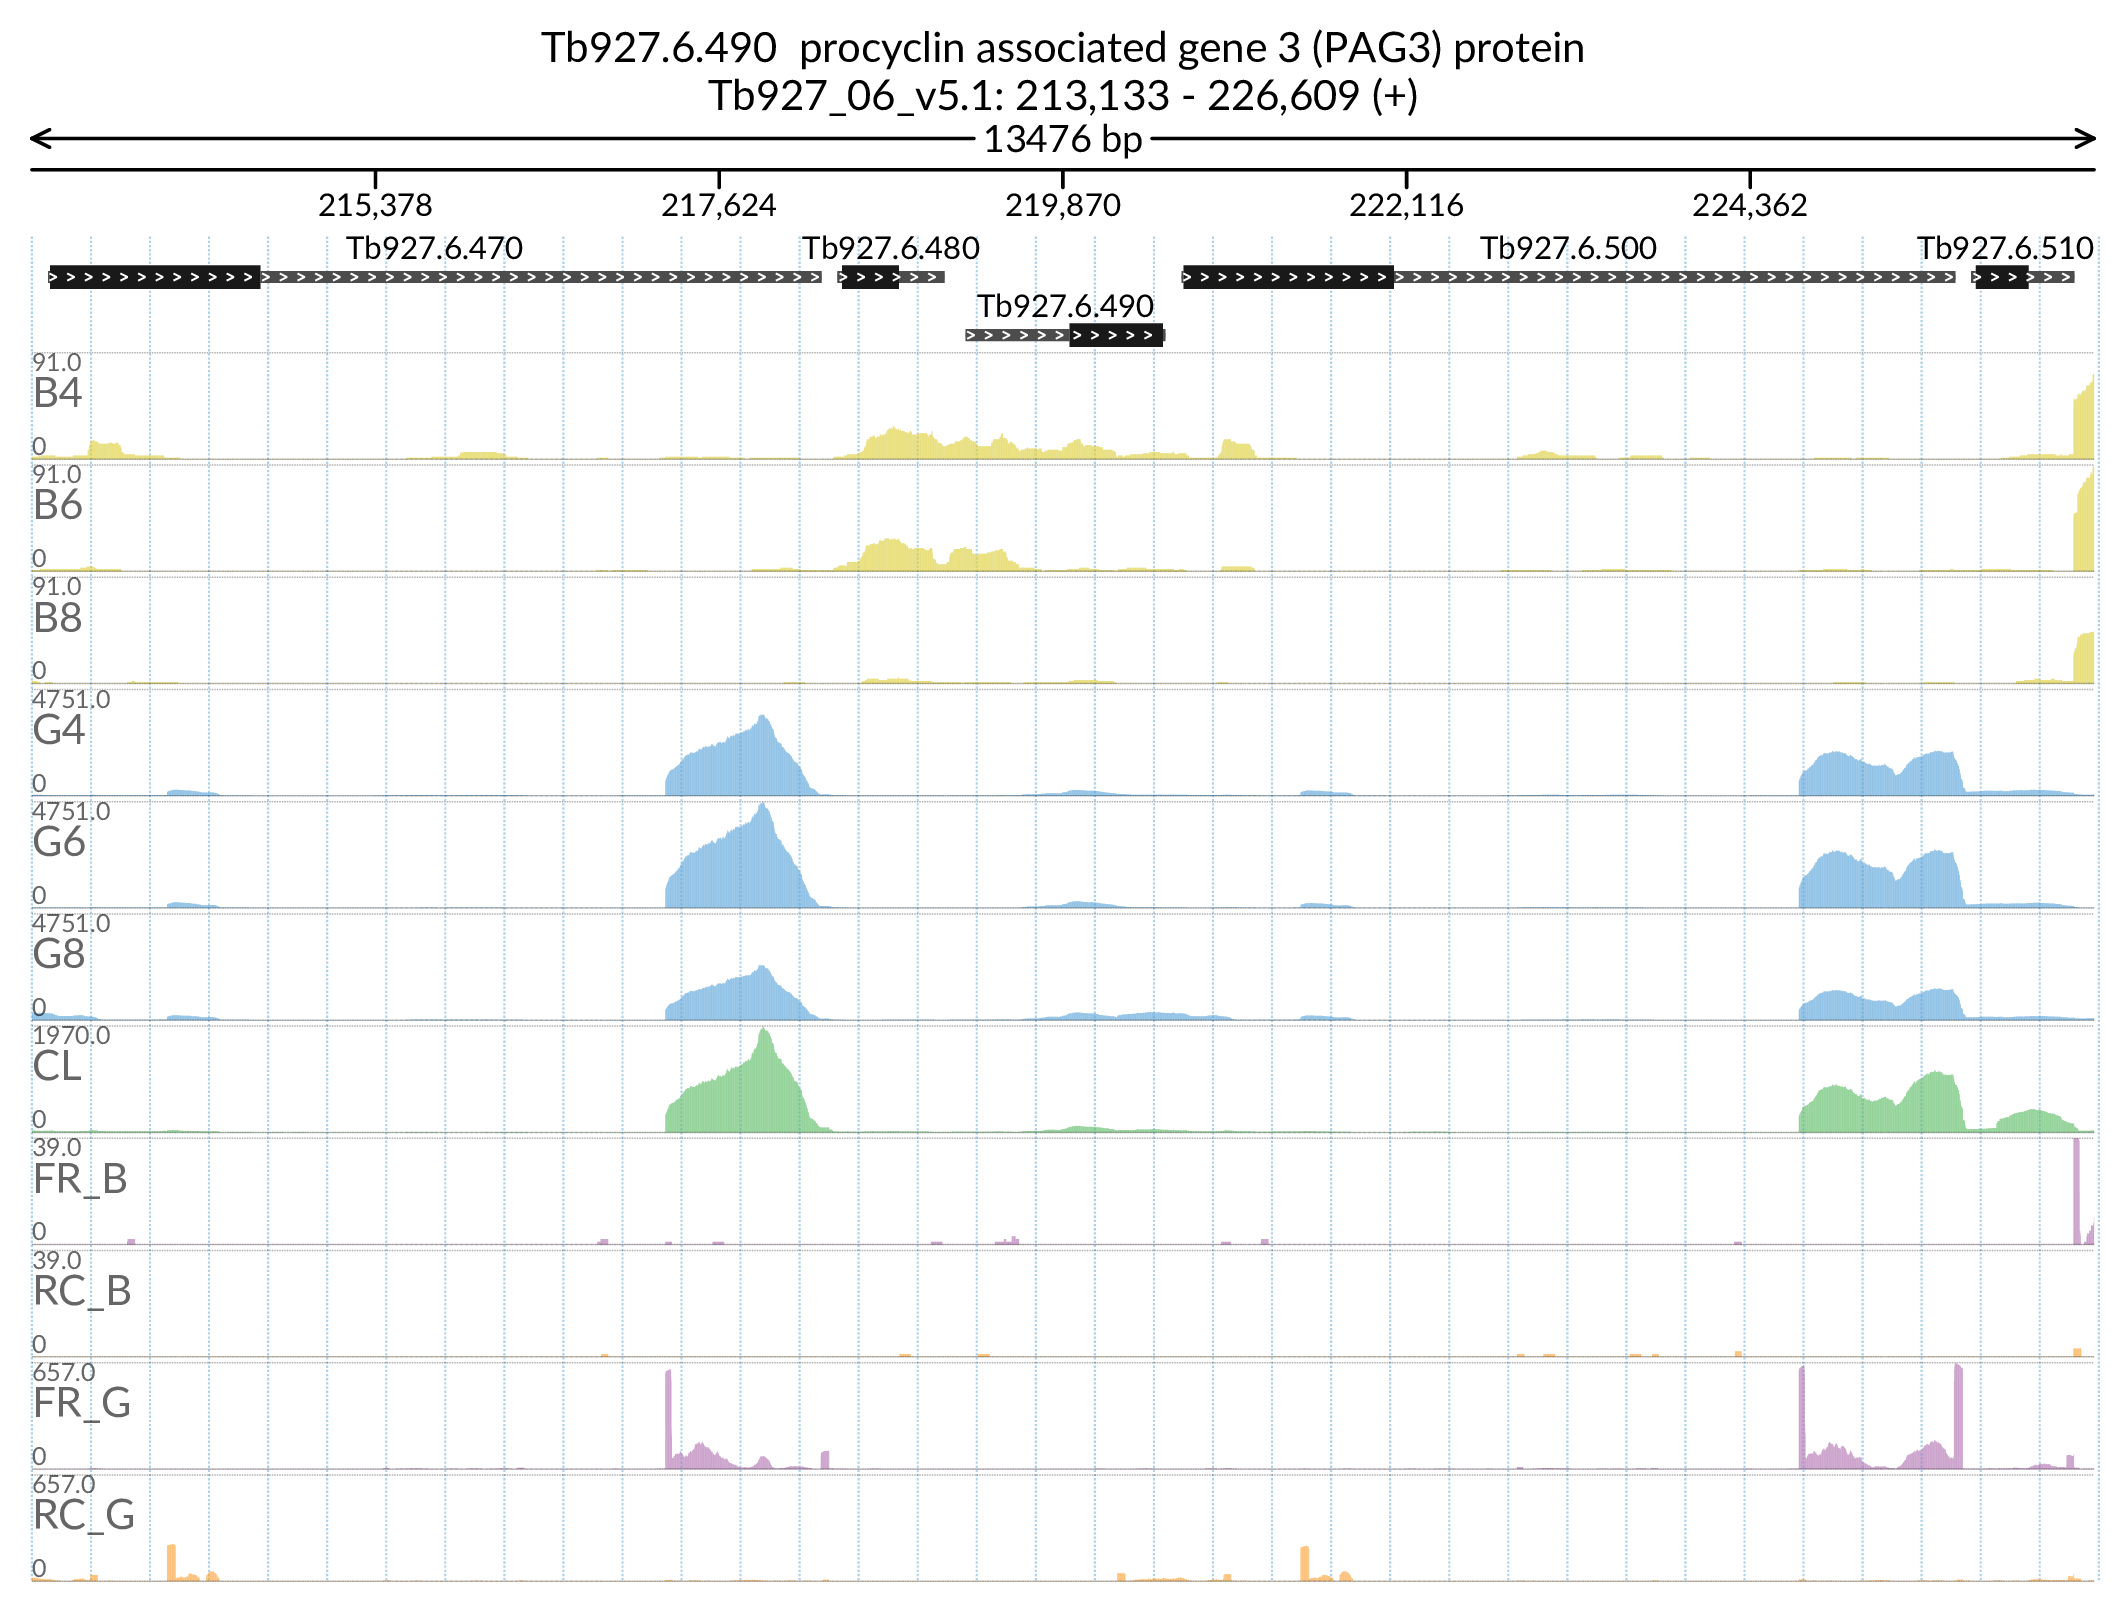 Tb927.6.490  procyclin associated gene 3 (PAG3) protein
Tb927_06_v5.1: 213,133 - 226,609 (+)
13476 bp
215,378 217,624 219,870 222,116 224,362
Tb927.6.470 Tb927.6.480 Tb927.6.500 Tb927.6.510
Tb927.6.490
91.0
B4
0
91.0
B6
0
91.0
B8
0
4751.0
G4
0
4751.0
G6
0
4751.0
G8
0
1970.0
CL
0
39.0
FR_B
0
39.0
RC_B
0
657.0
FR_G
0
657.0
RC_G
0